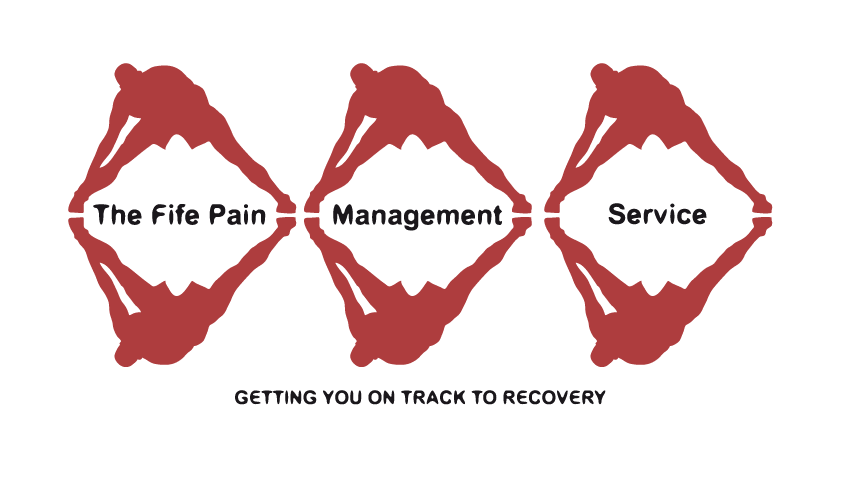 The Fife Pain Management Service
GETTING YOU ON TRACK TO RECOVERY